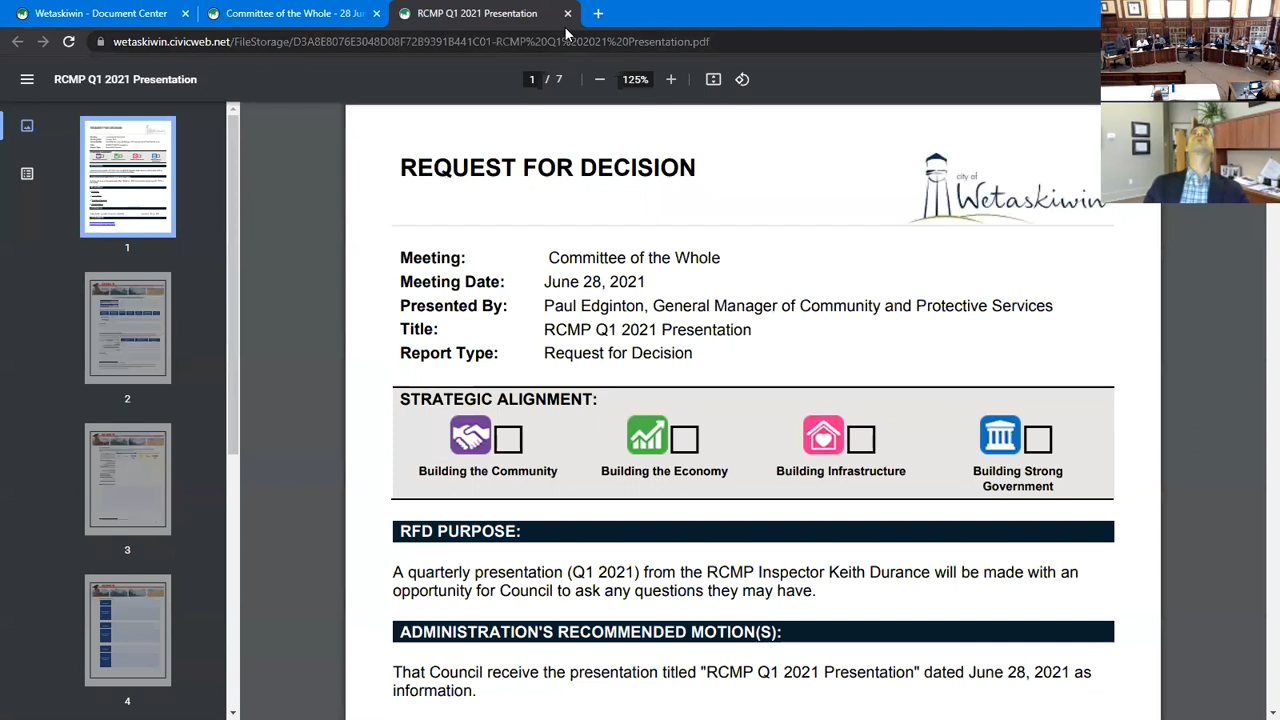 Wetaskiwin - Document Center
Committee of the Whole - 28 Ju
RCMP Q1 2021 Presentation
wetaskiwin.civicweb.net/FileStorage/D3A8E8076E3048D08F72B9391B441C01-RCMP%20Q1%202021%20Presentation.pdf
RCMP Q1 2021 Presentation
1 / 7
125%
1
2
3
4
REQUEST FOR DECISION
city of
Wetaskiwin
Meeting: Committee of the Whole
Meeting Date: June 28, 2021
Presented By: Paul Edginton, General Manager of Community and Protective Services
Title: RCMP Q1 2021 Presentation
Report Type: Request for Decision
STRATEGIC ALIGNMENT:
Building the Community
Building the Economy
Building Infrastructure
Building Strong
Government
RFD PURPOSE:
A quarterly presentation (Q1 2021) from the RCMP Inspector Keith Durance will be made with an
opportunity for Council to ask any questions they may have.
ADMINISTRATION'S RECOMMENDED MOTION(S):
That Council receive the presentation titled "RCMP Q1 2021 Presentation" dated June 28, 2021 as
information.